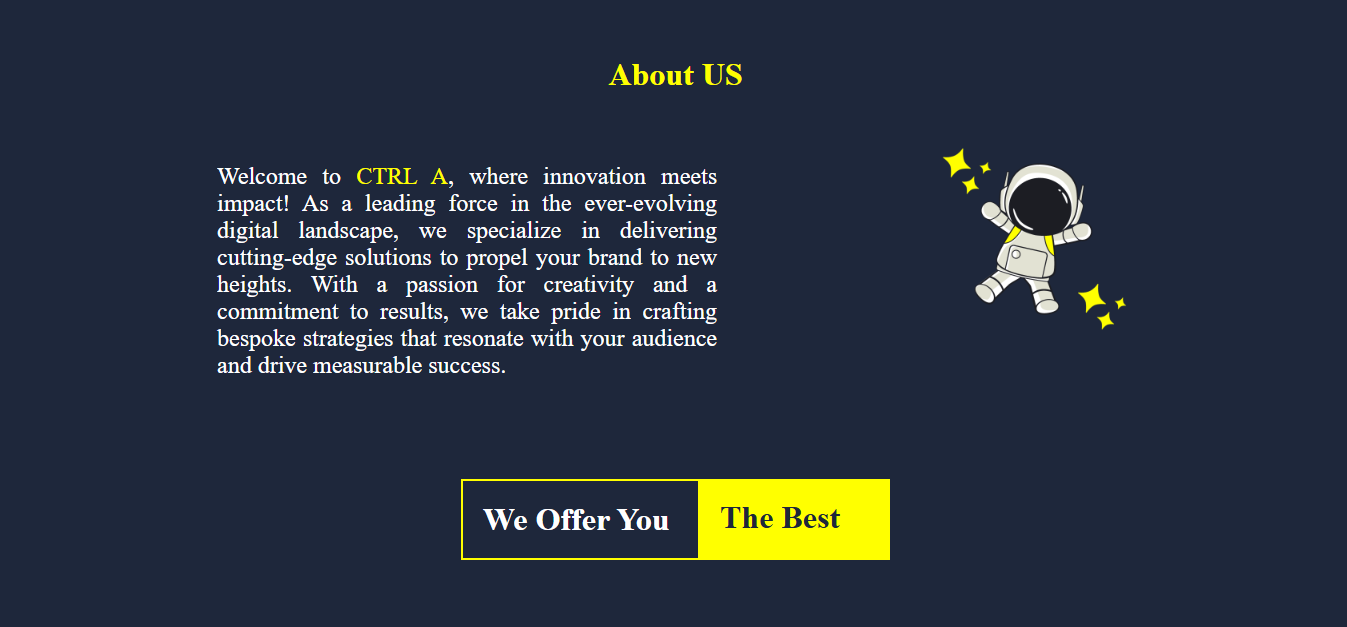 About US
Welcome to CTRL A, where innovation meets
impact! As a leading force in the ever-evolving
digital landscape, we specialize in delivering
cutting-edge solutions to propel your brand to new
heights. With a passion for creativity and a
commitment to results, we take pride in crafting
bespoke strategies that resonate with your audience
and drive measurable success.
We Offer You The Best